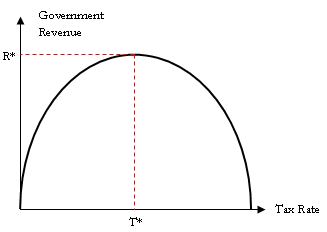 Government
Revenue
R*
Tax Rate
T*